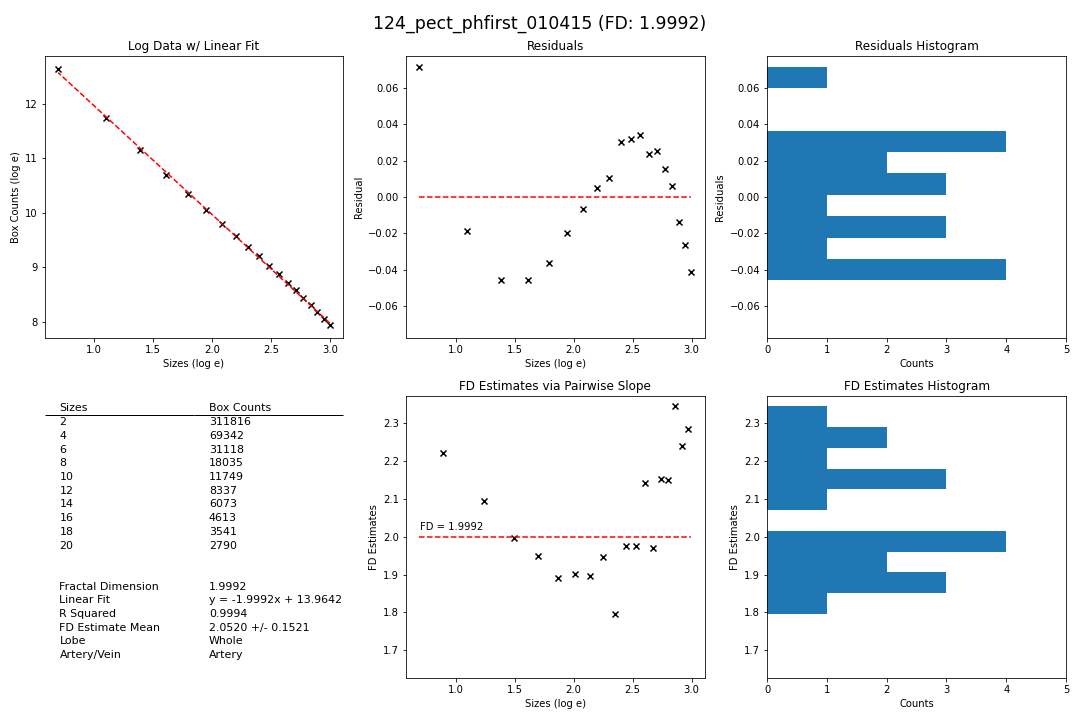 124_pect_phfirst_010415 (FD: 1.9992)
Log Data w/ Linear Fit
Box Counts (log e)
12
11
10
9
8
1.0 1.5 2.0 2.5 3.0
Sizes (log e)
Residuals
Residual
0.06
0.04
0.02
0.00
−0.02
−0.04
−0.06
1.0 1.5 2.0 2.5 3.0
Sizes (log e)
Residuals Histogram
Residuals
0.06
0.04
0.02
0.00
−0.02
−0.04
−0.06
0 1 2 3 4 5
Counts
Sizes Box Counts
2 311816
4 69342
6 31118
8 18035
10 11749
12 8337
14 6073
16 4613
18 3541
20 2790
Fractal Dimension 1.9992
Linear Fit y = -1.9992x + 13.9642
R Squared 0.9994
FD Estimate Mean 2.0520 +/- 0.1521
Lobe Whole
Artery/Vein Artery
FD Estimates via Pairwise Slope
FD Estimates
2.3
2.2
2.1
2.0
1.9
1.8
1.7
FD = 1.9992
1.0 1.5 2.0 2.5 3.0
Sizes (log e)
FD Estimates Histogram
FD Estimates
2.3
2.2
2.1
2.0
1.9
1.8
1.7
0 1 2 3 4 5
Counts